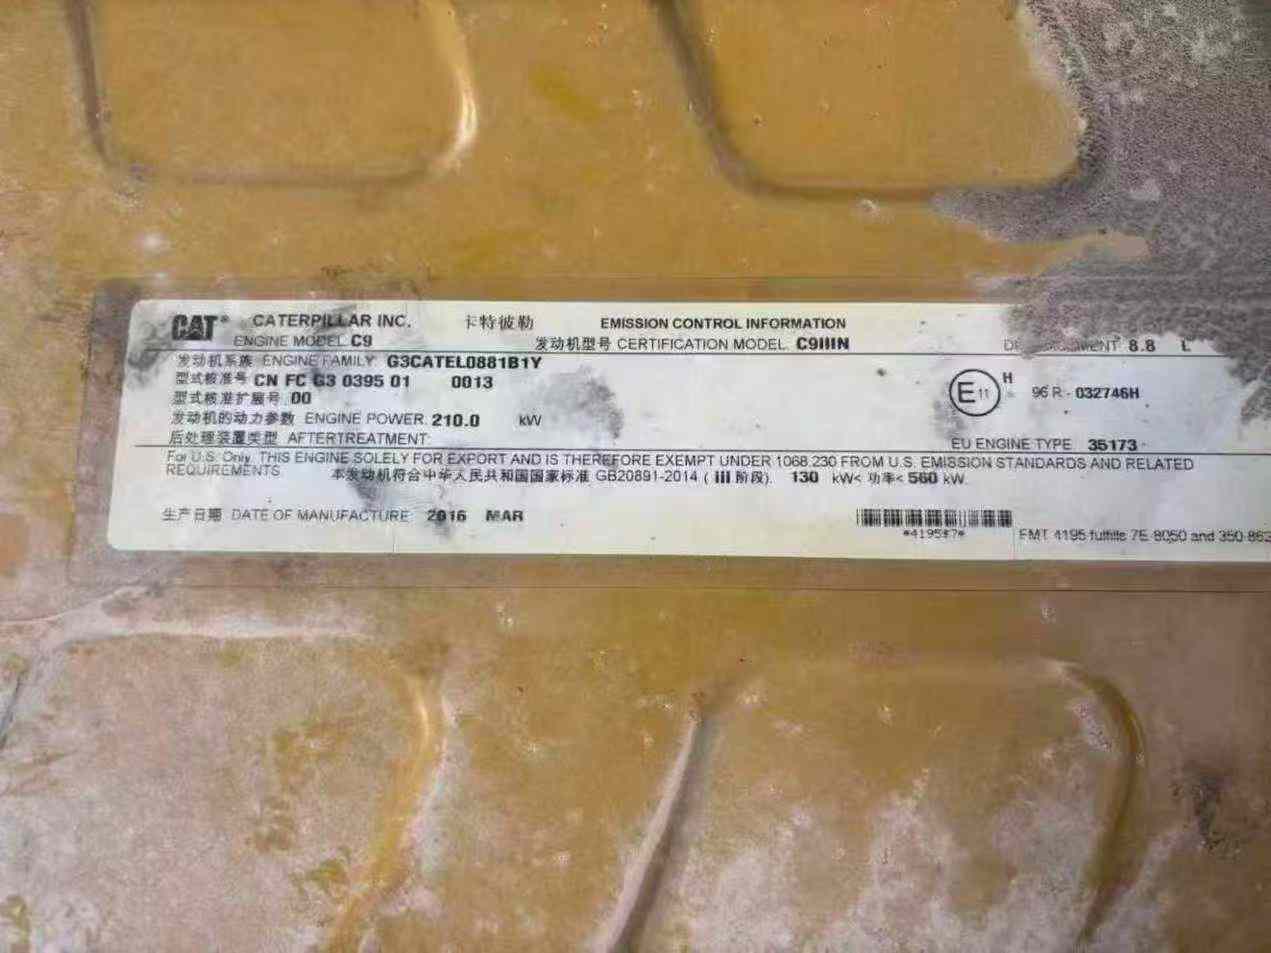 CAT® CATERPILLAR INC. 卡特彼勒 EMISSION CONTROL INFORMATION
ENGINE MODEL C9 发动机型号 CERTIFICATION MODEL C9IIIN DISPLACEMENT 8.8 L
发动机系族 ENGINE FAMILY G3CATEL0881B1Y
型式核准号 CN FC G3 0395 01 0013
型式核准扩展号 00
E 11 H 96 R - 032746H
发动机的动力参数 ENGINE POWER 210.0 kW
后处理装置类型 AFTERTREATMENT: EU ENGINE TYPE 35173
For U.S. Only. THIS ENGINE SOLELY FOR EXPORT AND IS THEREFORE EXEMPT UNDER 1068.230 FROM U.S. EMISSION STANDARDS AND RELATED
REQUIREMENTS 本发动机符合中华人民共和国国家标准 GB20891-2014 ( III 阶段). 130 kW< 功率< 560 kW.
生产日期 DATE OF MANUFACTURE 2016 MAR
EMT 4195 fulfills 7E-8050 and